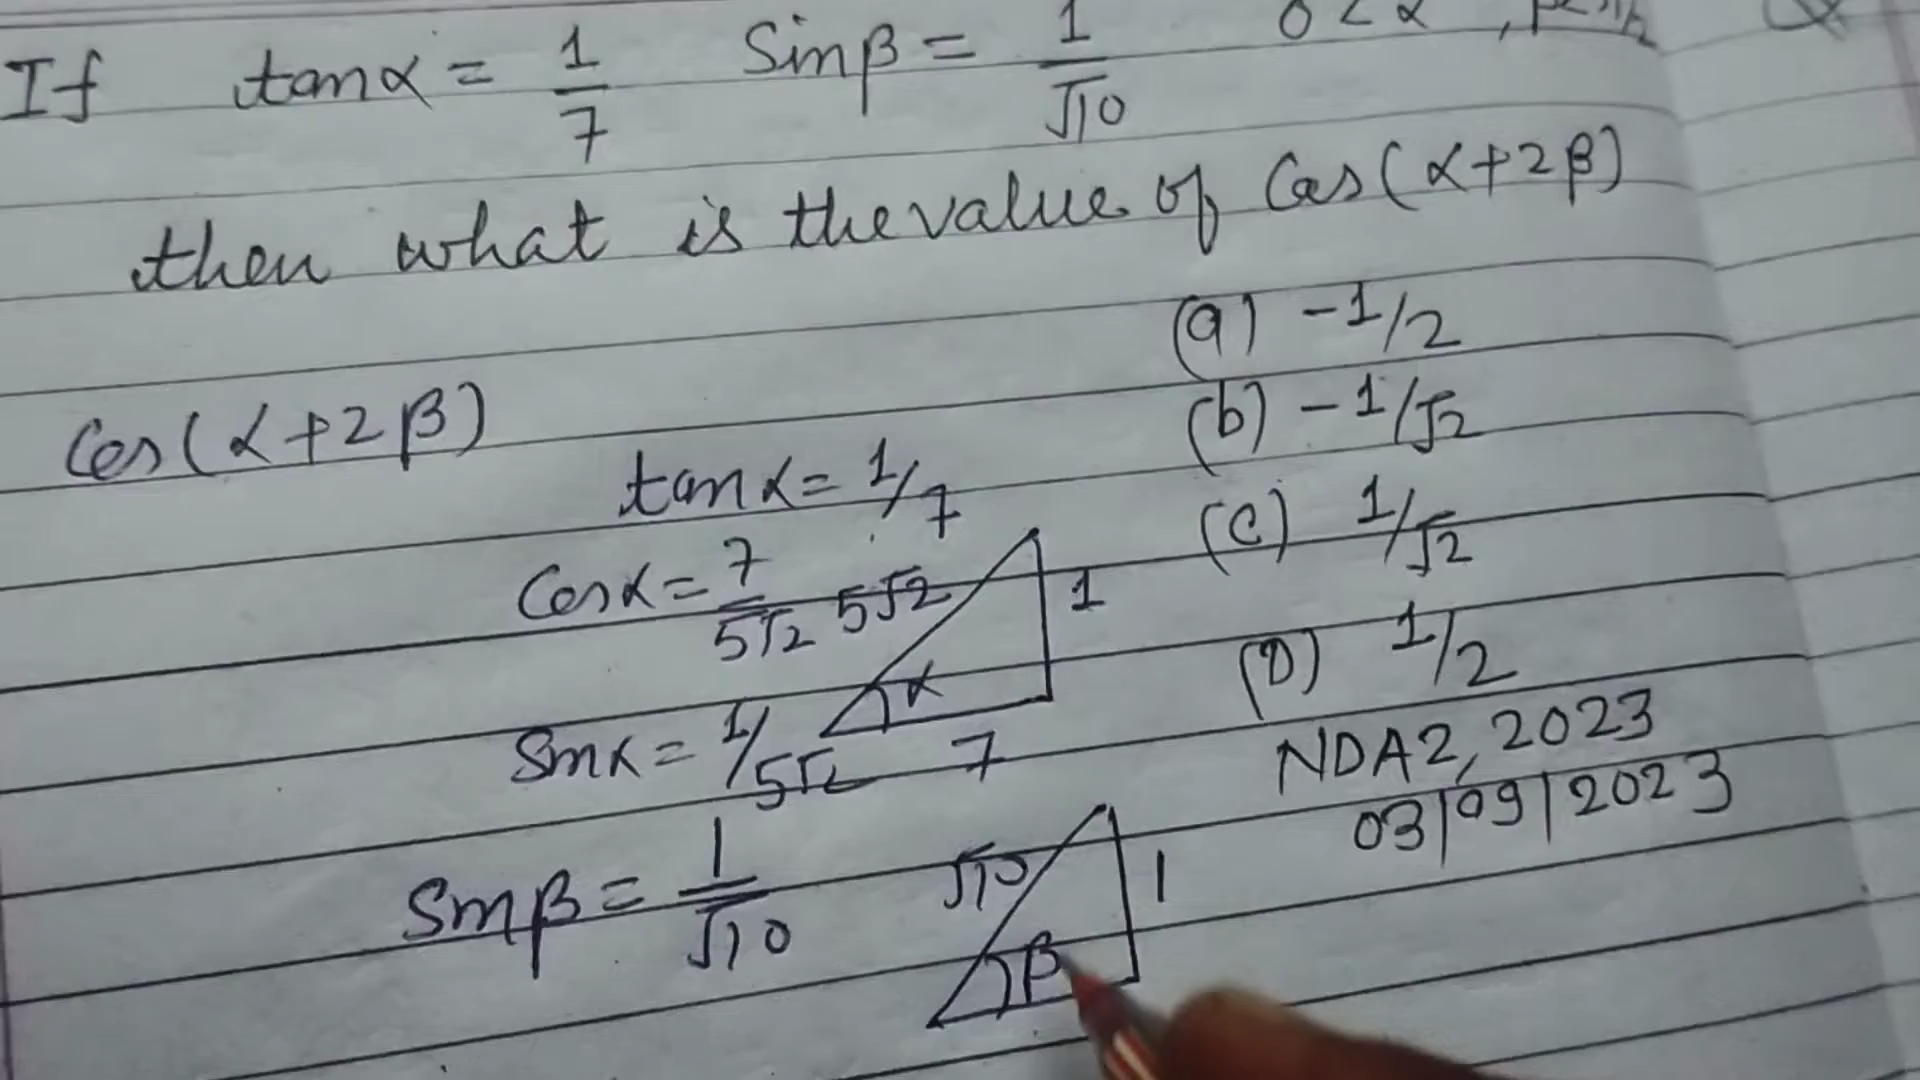 If tanα = 1/7 Sinβ = 1/√10 0 < α , β < π/2
then what is the value of Cos(α+2β)
(a) -1/2
(b) -1/√2
Cos(α+2β)
tanα = 1/7
(c) 1/√2
Cosα = 7/5√2 5√2 1
α
(D) 1/2
Sinα = 1/5√2 7
NDA2, 2023
03|09|2023
Sinβ = 1/√10 √10 1
β